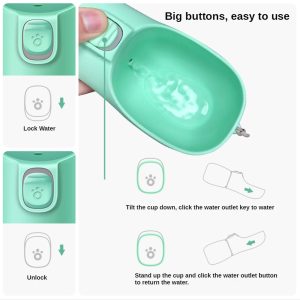 Big buttons, easy to use
Lock Water
Tilt the cup down, click the water outlet key to water
Unlock
Stand up the cup and click the water outlet button
to return the water.